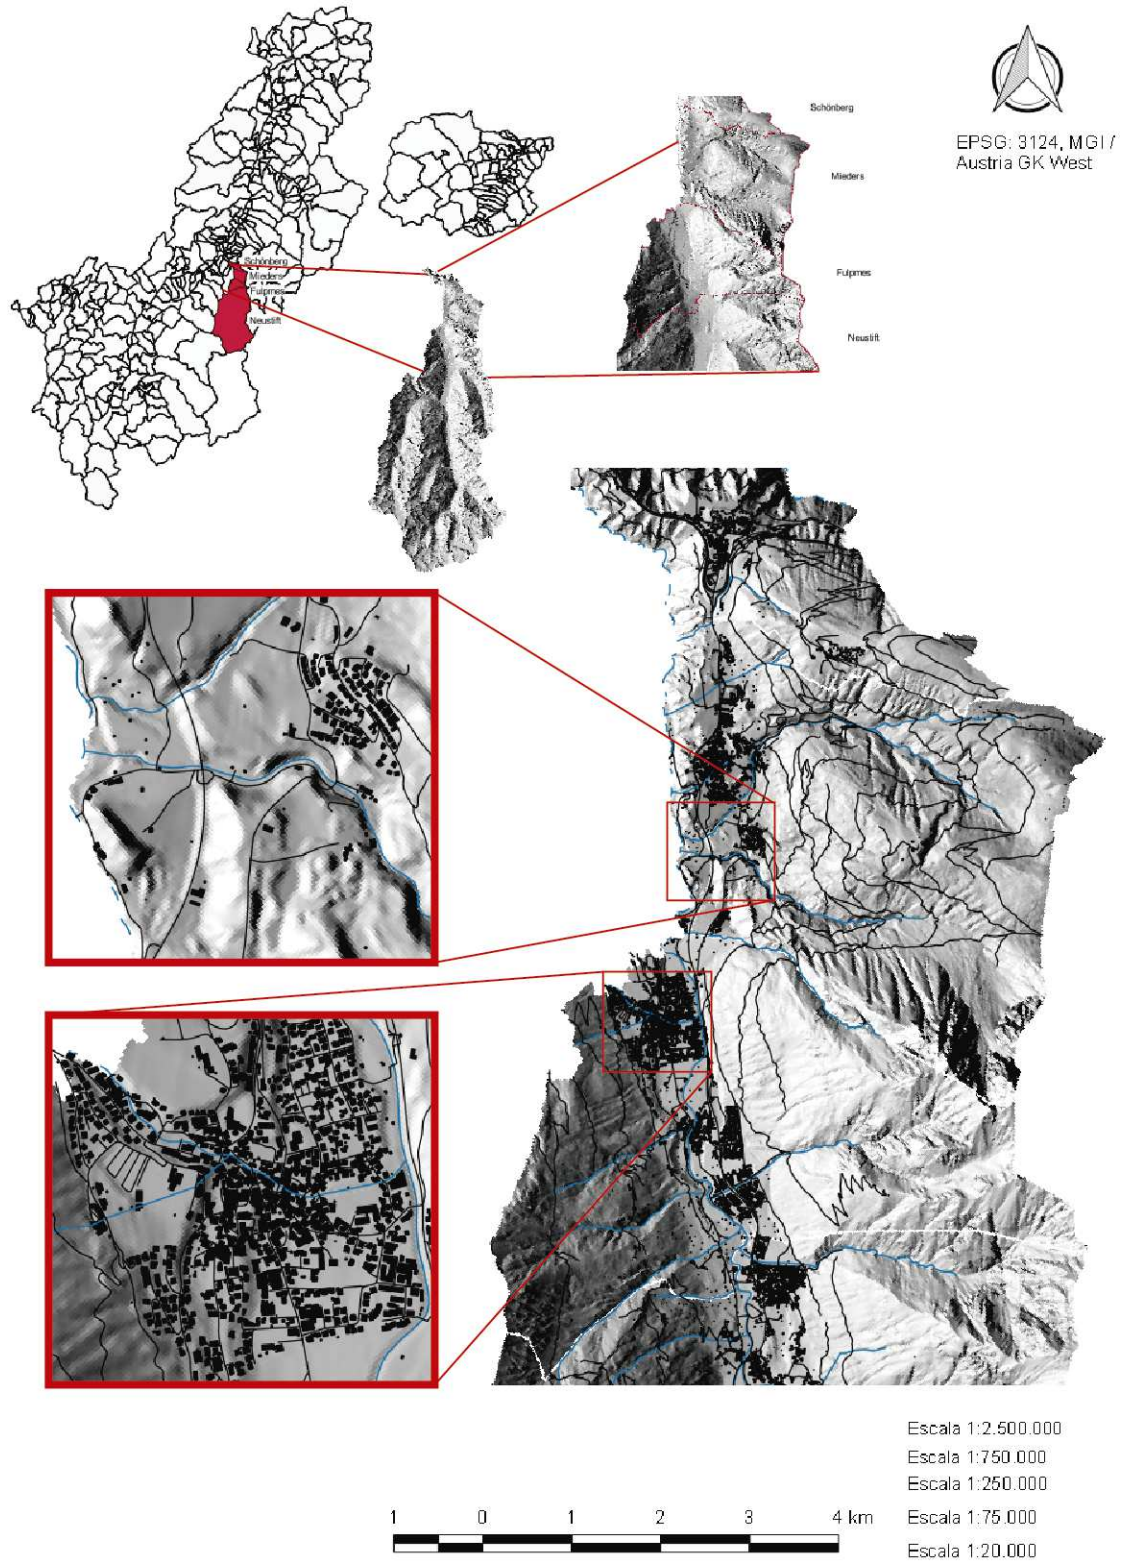 Schönberg
Mieders
Fulpmes
Neustift
EPSG: 3124, MGI /
Austria GK West
Schönberg
Mieders
Fulpmes
Neustift
Escala 1:2.500.000
Escala 1:750.000
Escala 1:250.000
Escala 1:75.000
Escala 1:20.000
1 0 1 2 3 4 km